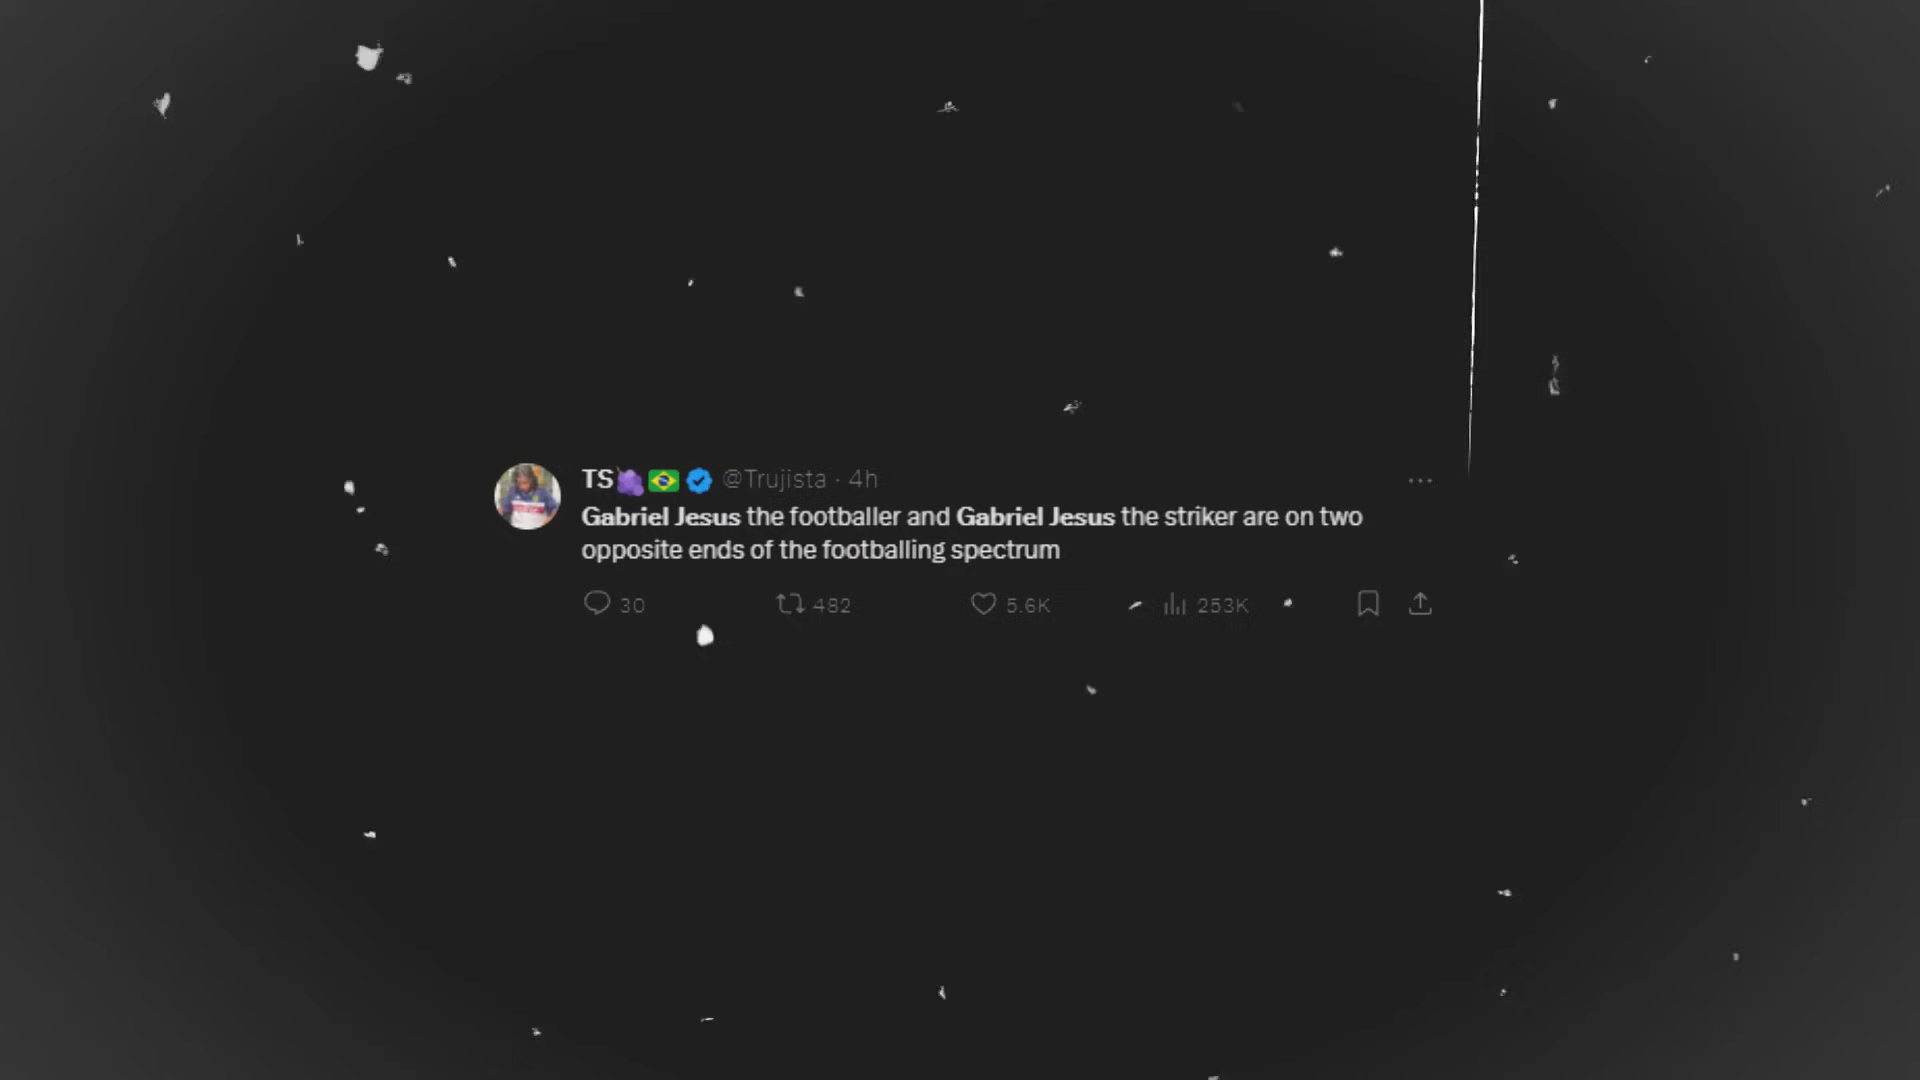 TS🍇🇧🇷 @Trujista · 4h
Gabriel Jesus the footballer and Gabriel Jesus the striker are on two
opposite ends of the footballing spectrum
30 482 5.6K 253K